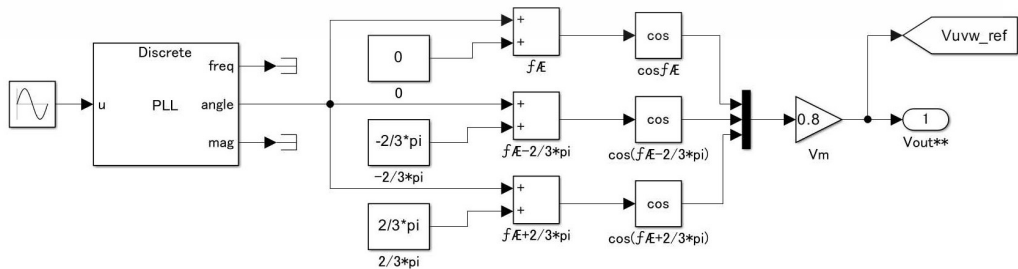 Discrete
freq
u
PLL
angle
mag
0
0
-2/3*pi
-2/3*pi
2/3*pi
2/3*pi
+
+
ƒÆ
+
+
ƒÆ-2/3*pi
+
+
ƒÆ+2/3*pi
cos
cosƒÆ
cos
cos(ƒÆ-2/3*pi)
cos
cos(ƒÆ+2/3*pi)
0.8
Vm
Vuvw_ref
1
Vout**